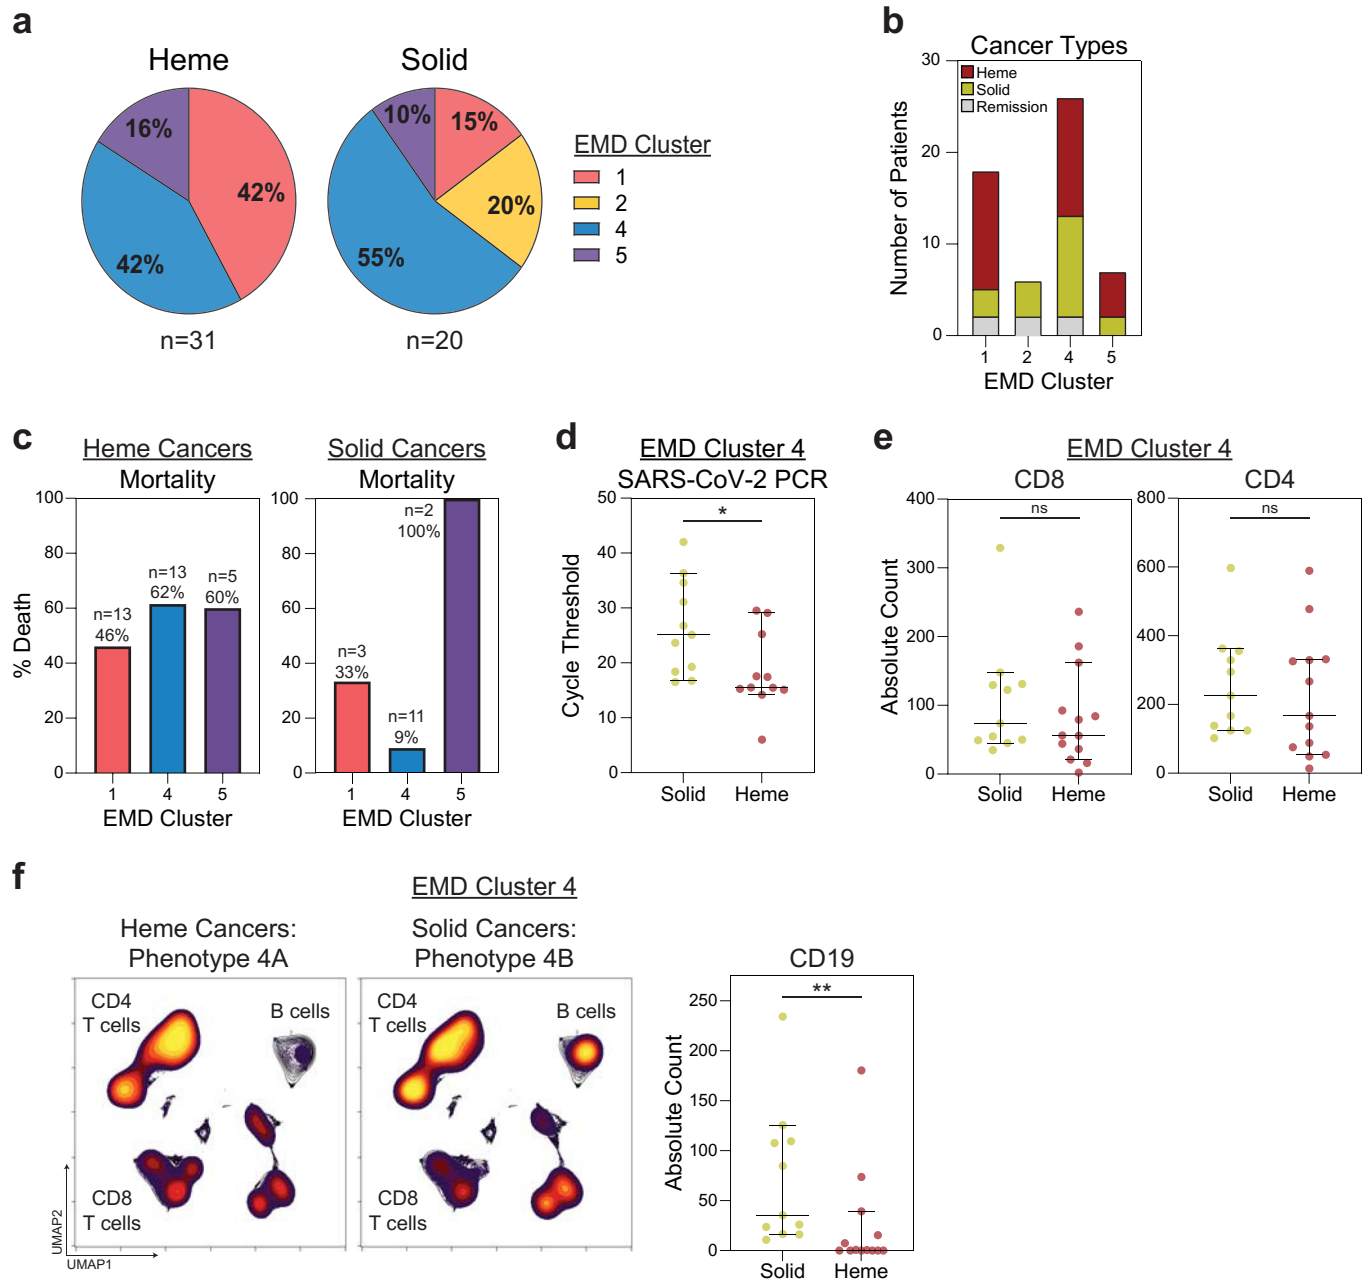 a
Heme
Solid
16%
42%
42%
10%
15%
20%
55%
n=31
n=20
EMD Cluster
1
2
4
5
b
Cancer Types
Heme
Solid
Remission
Number of Patients
30
20
10
0
1 2 4 5
EMD Cluster
c
Heme Cancers
Mortality
% Death
100
80
60
40
20
0
n=13
46%
n=13
62%
n=5
60%
1 4 5
EMD Cluster
Solid Cancers
Mortality
100
80
60
40
20
0
n=3
33%
n=11
9%
n=2
100%
1 4 5
EMD Cluster
d
EMD Cluster 4
SARS-CoV-2 PCR
Cycle Threshold
50
40
30
20
10
0
*
Solid Heme
e
EMD Cluster 4
CD8
Absolute Count
400
300
200
100
0
ns
Solid Heme
CD4
800
600
400
200
0
ns
Solid Heme
f
EMD Cluster 4
Heme Cancers:
Phenotype 4A
CD4
T cells
B cells
CD8
T cells
UMAP2
UMAP1
Solid Cancers:
Phenotype 4B
CD4
T cells
B cells
CD8
T cells
CD19
Absolute Count
250
200
150
100
50
0
**
Solid Heme